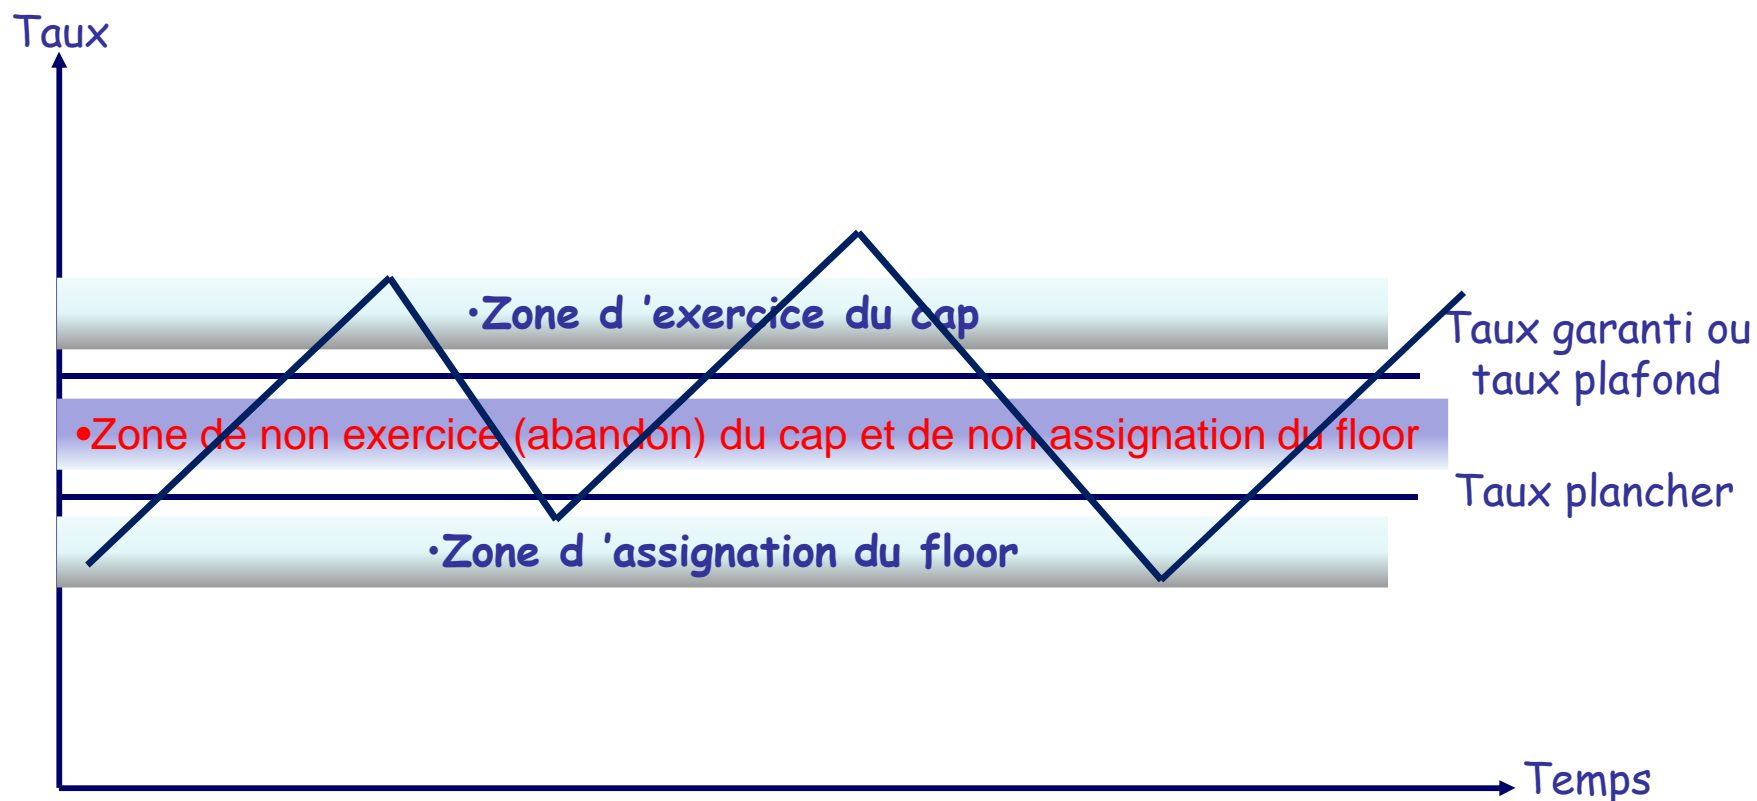 Taux
•Zone d ’exercice du cap
Taux garanti ou
taux plafond
•Zone de non exercice (abandon) du cap et de non assignation du floor
Taux plancher
•Zone d ’assignation du floor
Temps